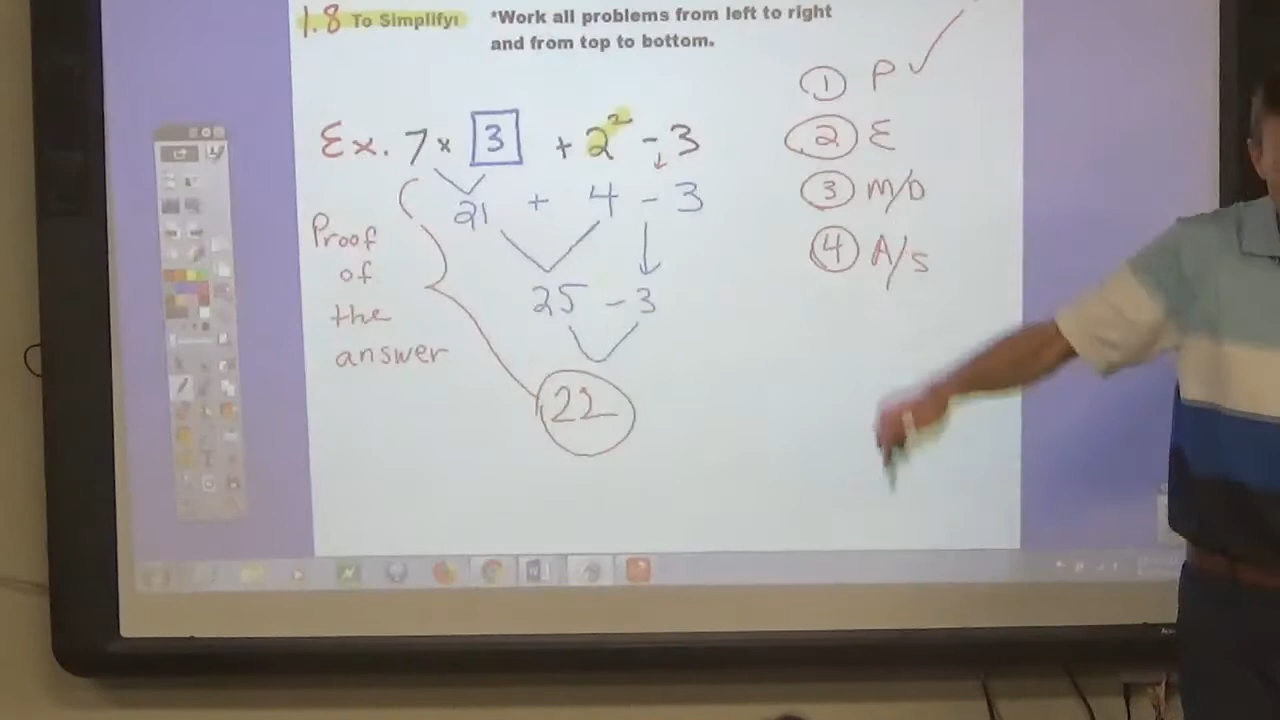 1.8 To Simplify: *Work all problems from left to right
and from top to bottom.
Ex. 7 × 3 + 2² - 3
21 + 4 - 3
25 - 3
22
Proof
of
the
answer
① P ✓
② E
③ M/D
④ A/S